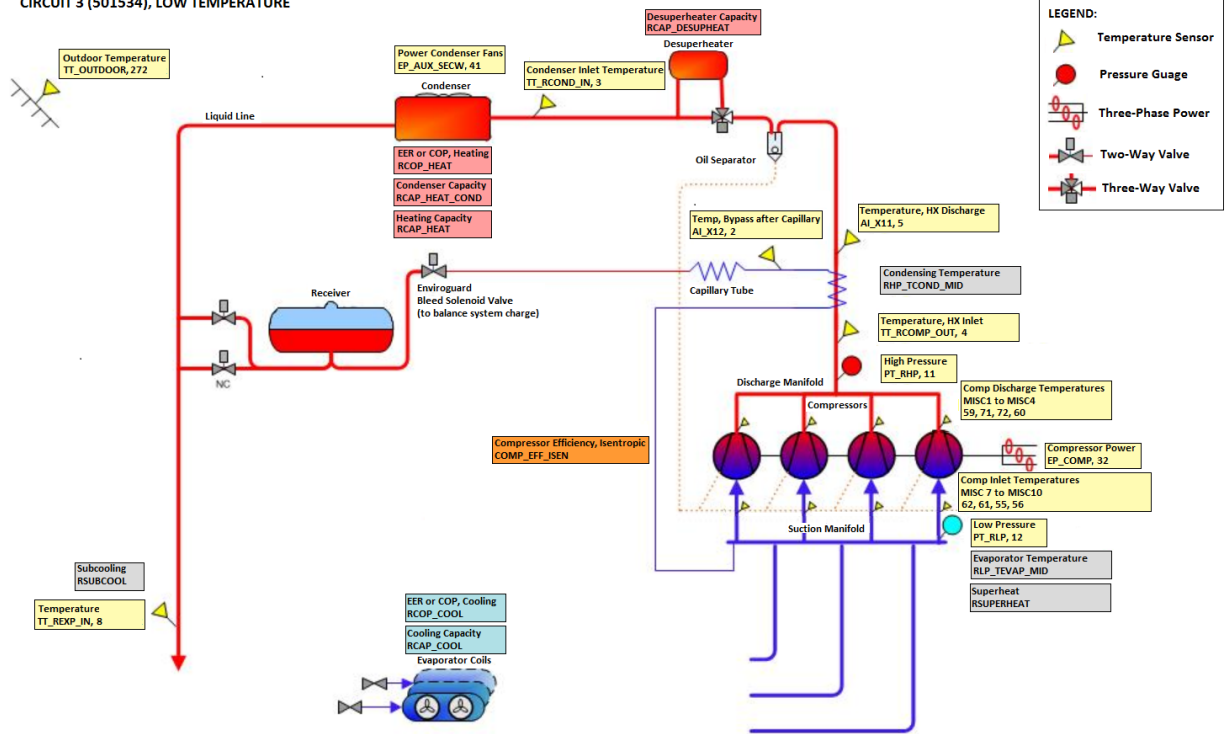 CIRCUIT 3 (501534), LOW TEMPERATURE
Outdoor Temperature
TT_OUTDOOR, 272
Power Condenser Fans
EP_AUX_SECW, 41
Condenser
Condenser Inlet Temperature
TT_RCOND_IN, 3
Desuperheater Capacity
RCAP_DESUPHEAT
Desuperheater
LEGEND:
Temperature Sensor
Pressure Guage
Three-Phase Power
Two-Way Valve
Three-Way Valve
Liquid Line
EER or COP, Heating
RCOP_HEAT
Condenser Capacity
RCAP_HEAT_COND
Heating Capacity
RCAP_HEAT
Oil Separator
Temp, Bypass after Capillary
AI_X12, 2
Temperature, HX Discharge
AI_X11, 5
Capillary Tube
Condensing Temperature
RHP_TCOND_MID
Enviroguard
Bleed Solenoid Valve
(to balance system charge)
Receiver
NC
Temperature, HX Inlet
TT_RCOMP_OUT, 4
High Pressure
PT_RHP, 11
Discharge Manifold
Compressors
Comp Discharge Temperatures
MISC1 to MISC4
59, 71, 72, 60
Compressor Efficiency, Isentropic
COMP_EFF_ISEN
Compressor Power
EP_COMP, 32
Comp Inlet Temperatures
MISC 7 to MISC10
62, 61, 55, 56
Suction Manifold
Low Pressure
PT_RLP, 12
Evaporator Temperature
RLP_TEVAP_MID
Superheat
RSUPERHEAT
Subcooling
RSUBCOOL
Temperature
TT_REXP_IN, 8
EER or COP, Cooling
RCOP_COOL
Cooling Capacity
RCAP_COOL
Evaporator Coils